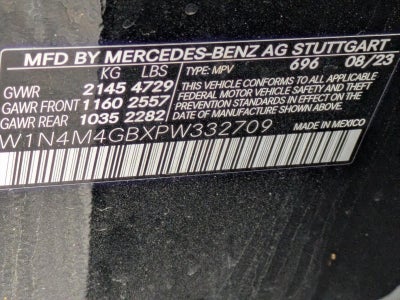 MFD BY MERCEDES-BENZ AG STUTTGART
KG LBS TYPE: MPV 696 08/23
GVWR 2145 4729
GAWR FRONT 1160 2557
GAWR REAR 1035 2282
THIS VEHICLE CONFORMS TO ALL APPLICABLE
FEDERAL MOTOR VEHICLE SAFETY AND THEFT
PREVENTION STANDARDS IN EFFECT ON THE
DATE OF MANUFACTURE SHOWN ABOVE.
W1N4M4GBXPW332709
MADE IN MEXICO